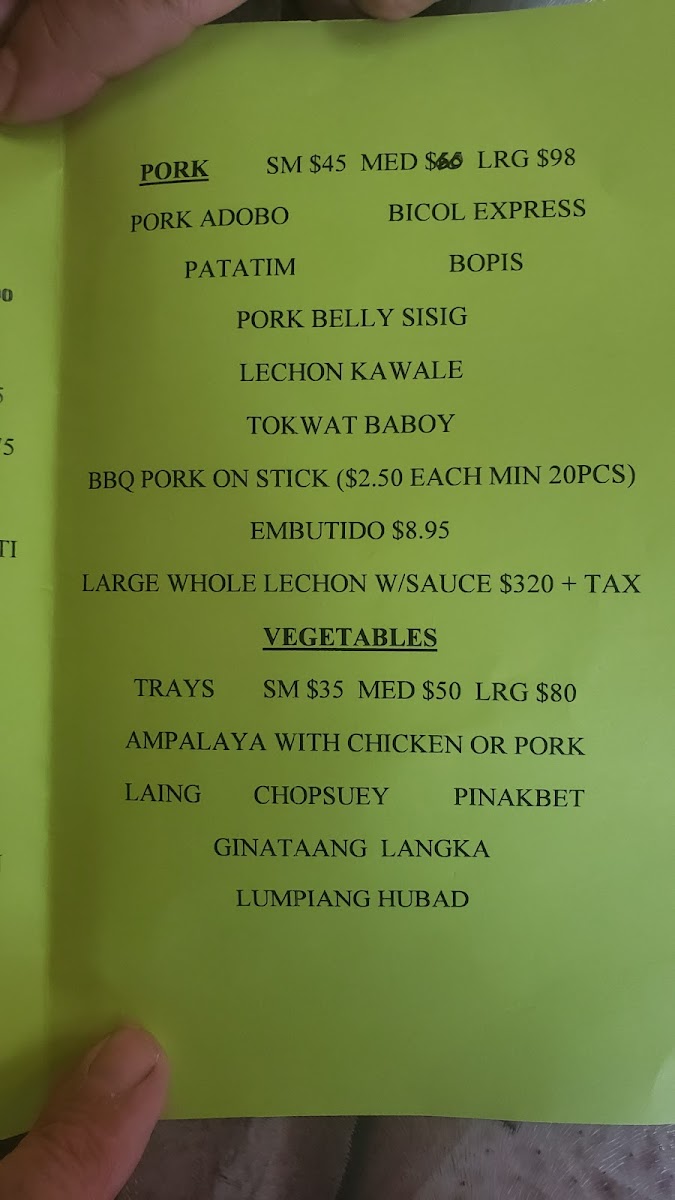 PORK SM $45 MED $60 LRG $98
PORK ADOBO BICOL EXPRESS
PATATIM BOPIS
PORK BELLY SISIG
LECHON KAWALE
TOKWAT BABOY
BBQ PORK ON STICK ($2.50 EACH MIN 20PCS)
EMBUTIDO $8.95
LARGE WHOLE LECHON W/SAUCE $320 + TAX
VEGETABLES
TRAYS SM $35 MED $50 LRG $80
AMPALAYA WITH CHICKEN OR PORK
LAING CHOPSUEY PINAKBET
GINATAANG LANGKA
LUMPIANG HUBAD